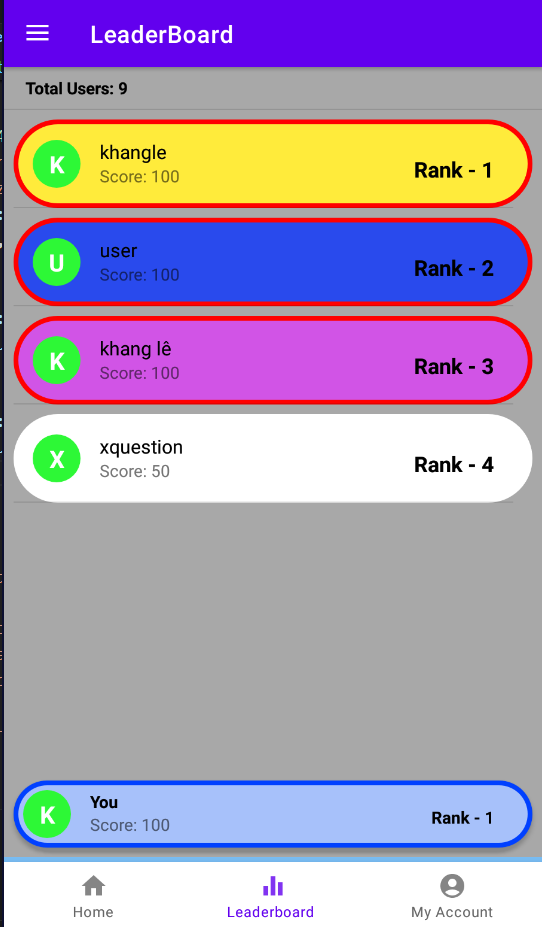 LeaderBoard
Total Users: 9
K
khangle
Score: 100
Rank - 1
U
user
Score: 100
Rank - 2
K
khang lê
Score: 100
Rank - 3
X
xquestion
Score: 50
Rank - 4
K
You
Score: 100
Rank - 1
Home
Leaderboard
My Account